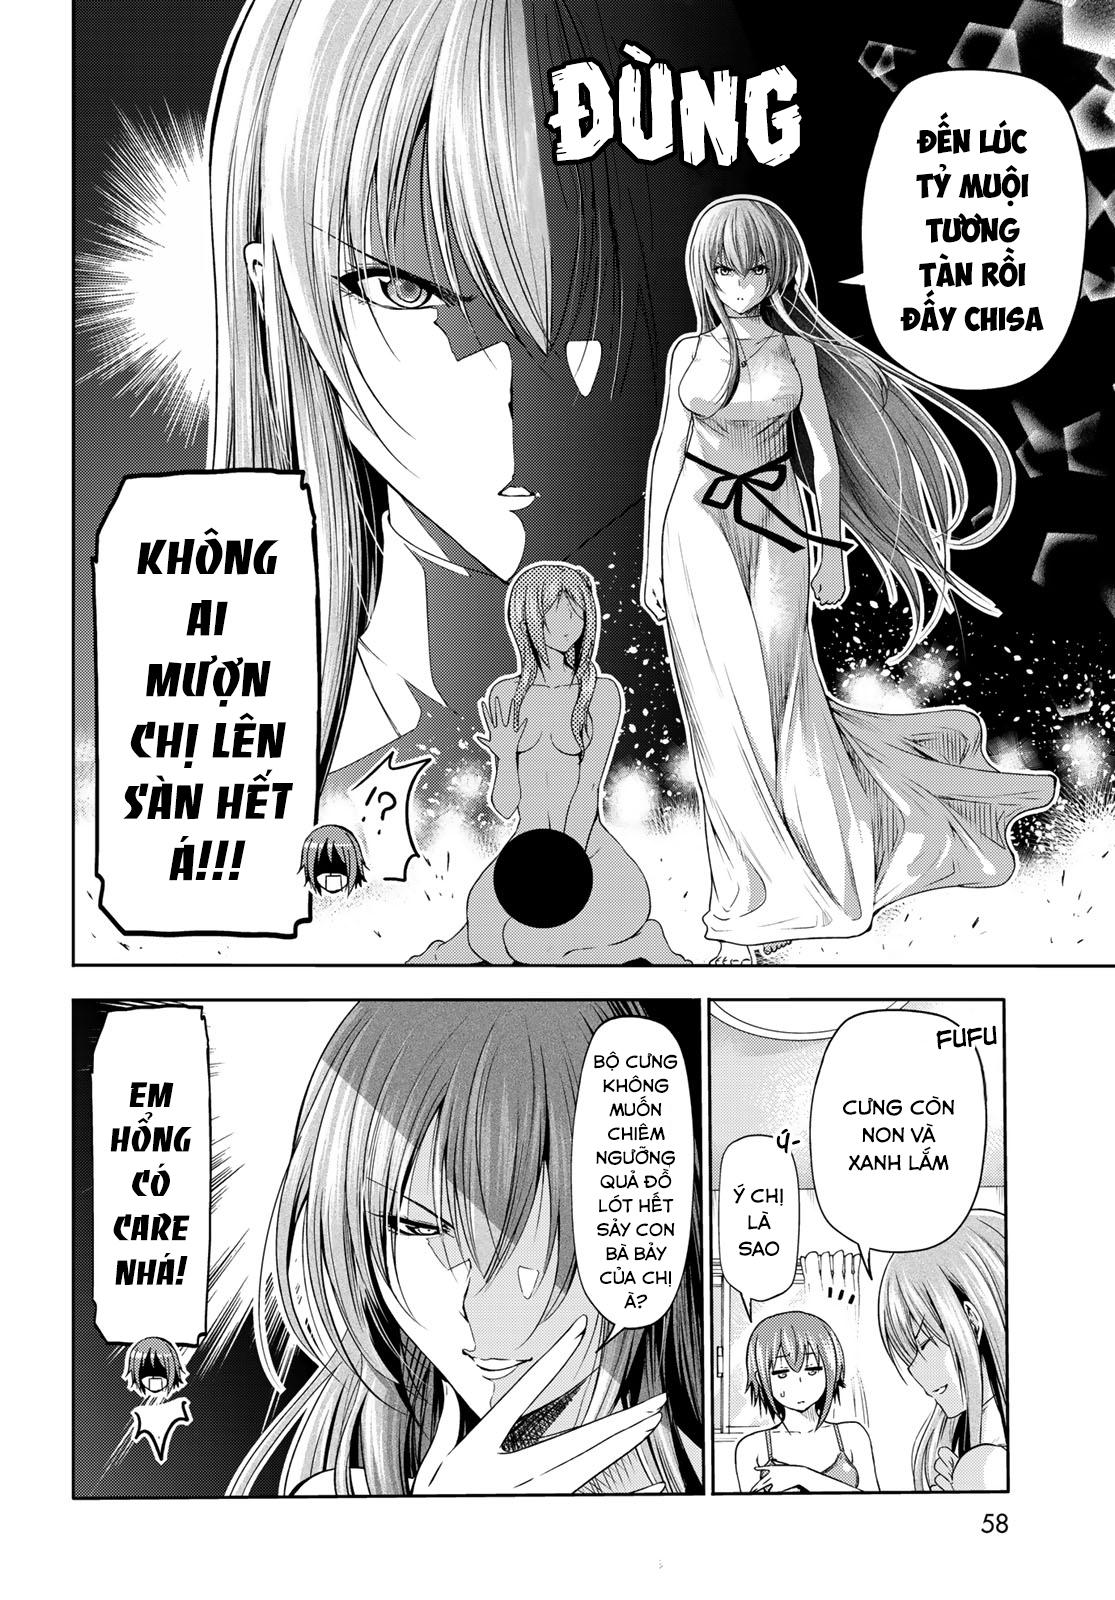 ĐÙNG
ĐẾN LÚC
TỶ MUỘI
TƯƠNG
TÀN RỒI
ĐẤY CHISA
KHÔNG
AI
MƯỢN
CHỊ LÊN
SÀN HẾT
Á!!!
!?
FUFU
CƯNG CÒN
NON VÀ
XANH LẮM
Ý-
Ý CHỊ
LÀ
SAO
BỘ CƯNG
KHÔNG
MUỐN
CHIÊM
NGƯỠNG
QUẢ ĐỒ
LÓT HẾT
SẢY CON
BÀ BẢY
CỦA CHỊ
À?
EM
HỔNG
CÓ
CARE
NHÁ!
58